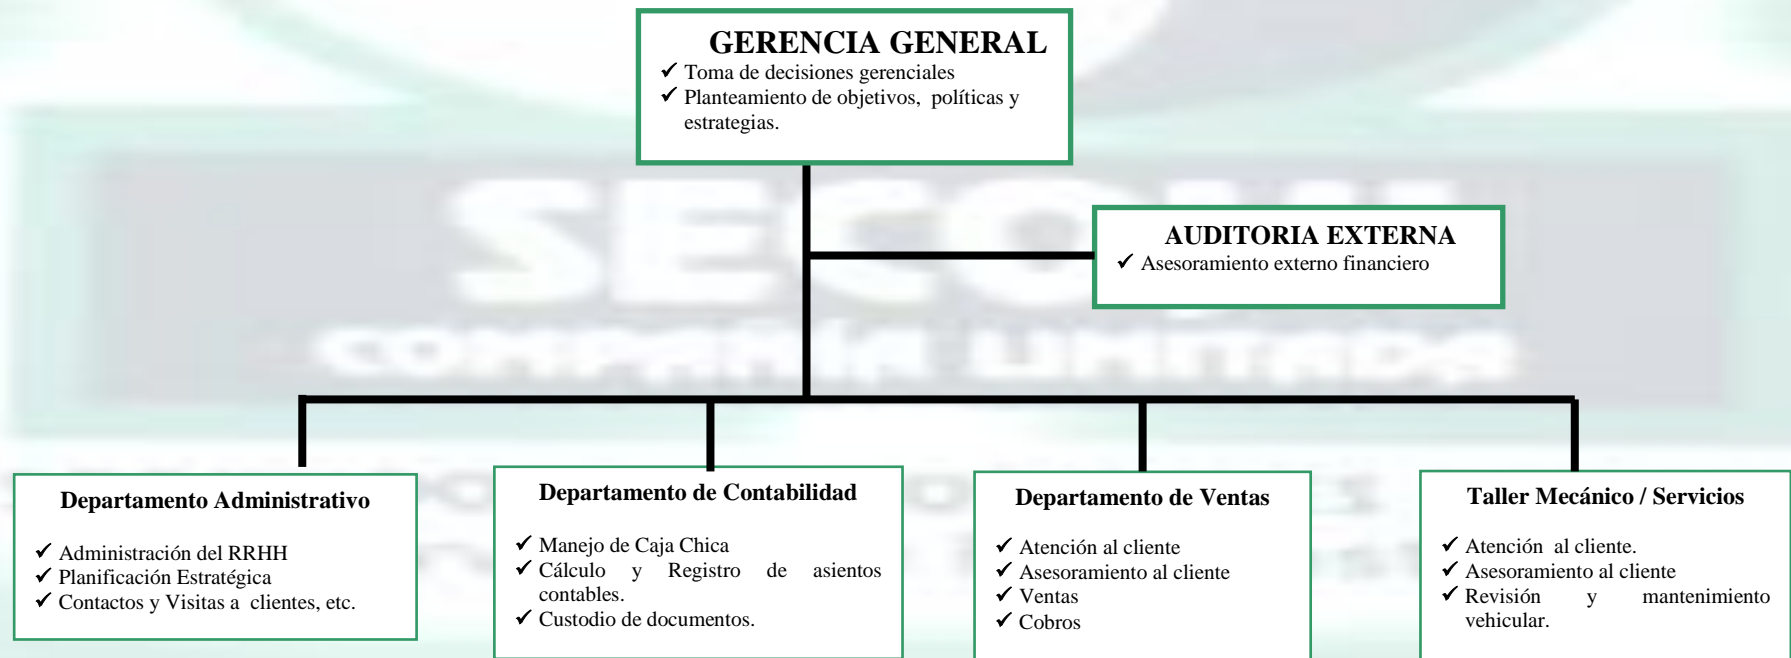 GERENCIA GENERAL
✓ Toma de decisiones gerenciales
✓ Planteamiento de objetivos, políticas y
estrategias.
AUDITORIA EXTERNA
✓ Asesoramiento externo financiero
COMPAÑÍA LIMITADA
Departamento Administrativo
✓ Administración del RRHH
✓ Planificación Estratégica
✓ Contactos y Visitas a clientes, etc.
Departamento de Contabilidad
✓ Manejo de Caja Chica
✓ Cálculo y Registro de asientos
contables.
✓ Custodio de documentos.
Departamento de Ventas
✓ Atención al cliente
✓ Asesoramiento al cliente
✓ Ventas
✓ Cobros
Taller Mecánico / Servicios
✓ Atención al cliente.
✓ Asesoramiento al cliente
✓ Revisión y mantenimiento
vehicular.